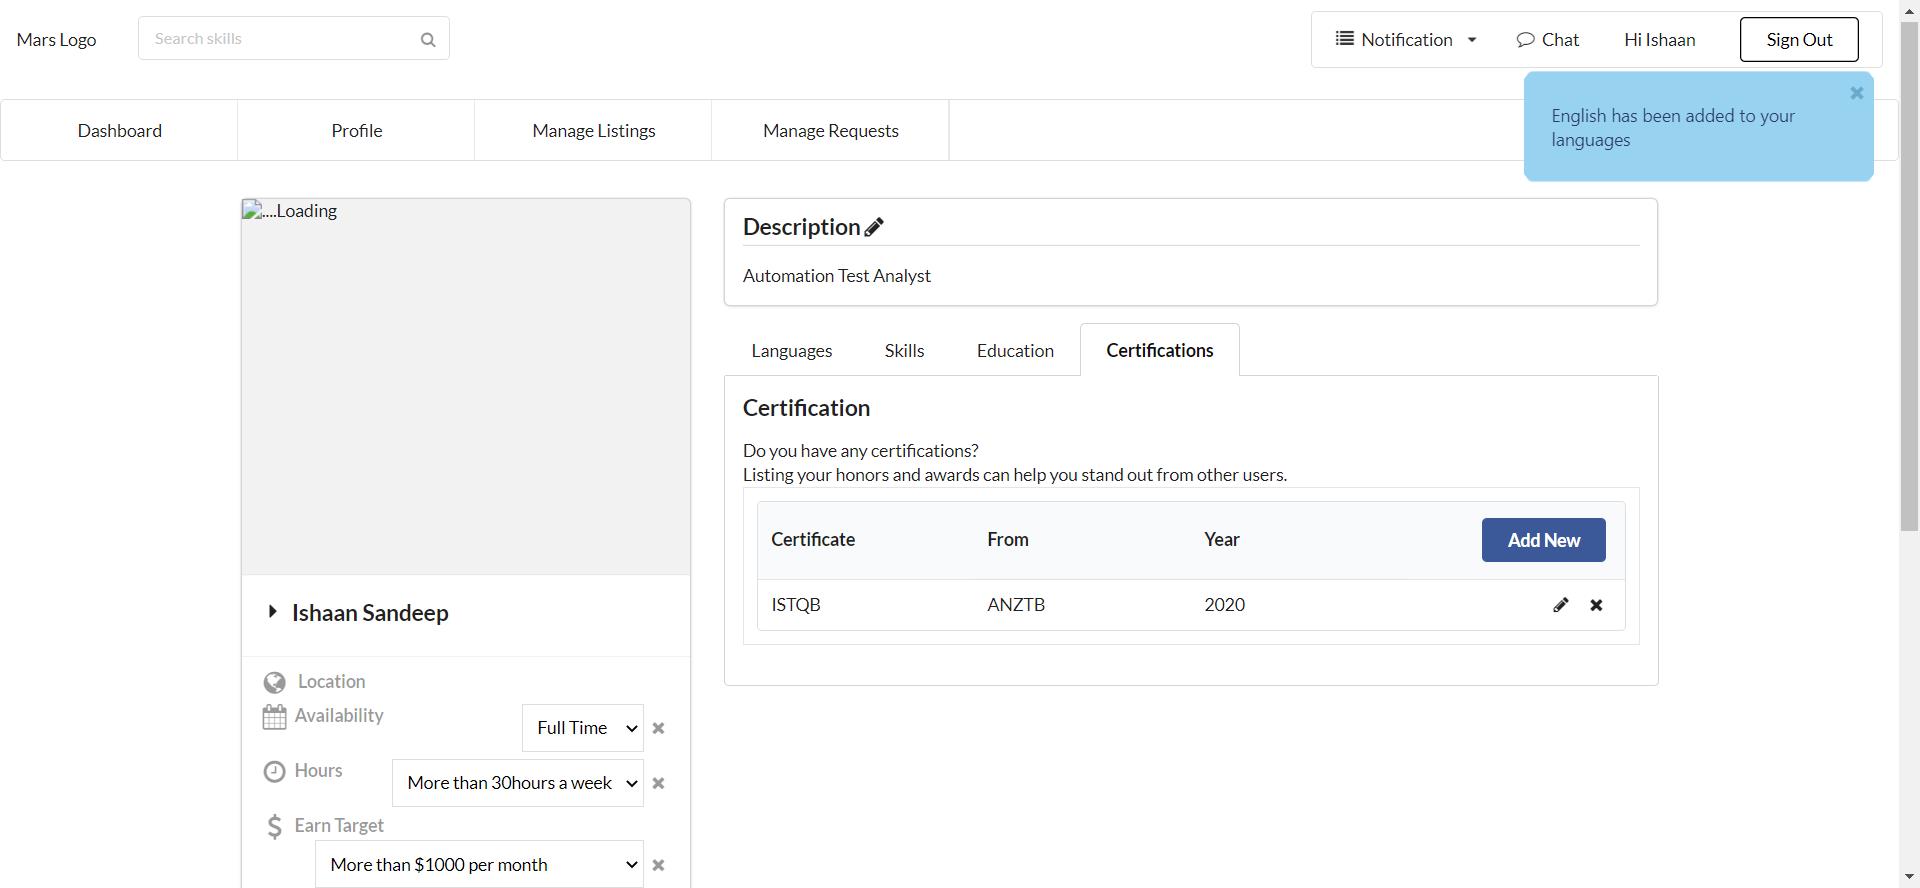 Mars Logo
Search skills
Notification
Chat
Hi Ishaan
Sign Out
English has been added to your
languages
Dashboard
Profile
Manage Listings
Manage Requests
....Loading
Description
Automation Test Analyst
Languages
Skills
Education
Certifications
Certification
Do you have any certifications?
Listing your honors and awards can help you stand out from other users.
Certificate From Year Add New
ISTQB ANZTB 2020
Ishaan Sandeep
Location
Availability
Full Time
Hours
More than 30hours a week
Earn Target
More than $1000 per month